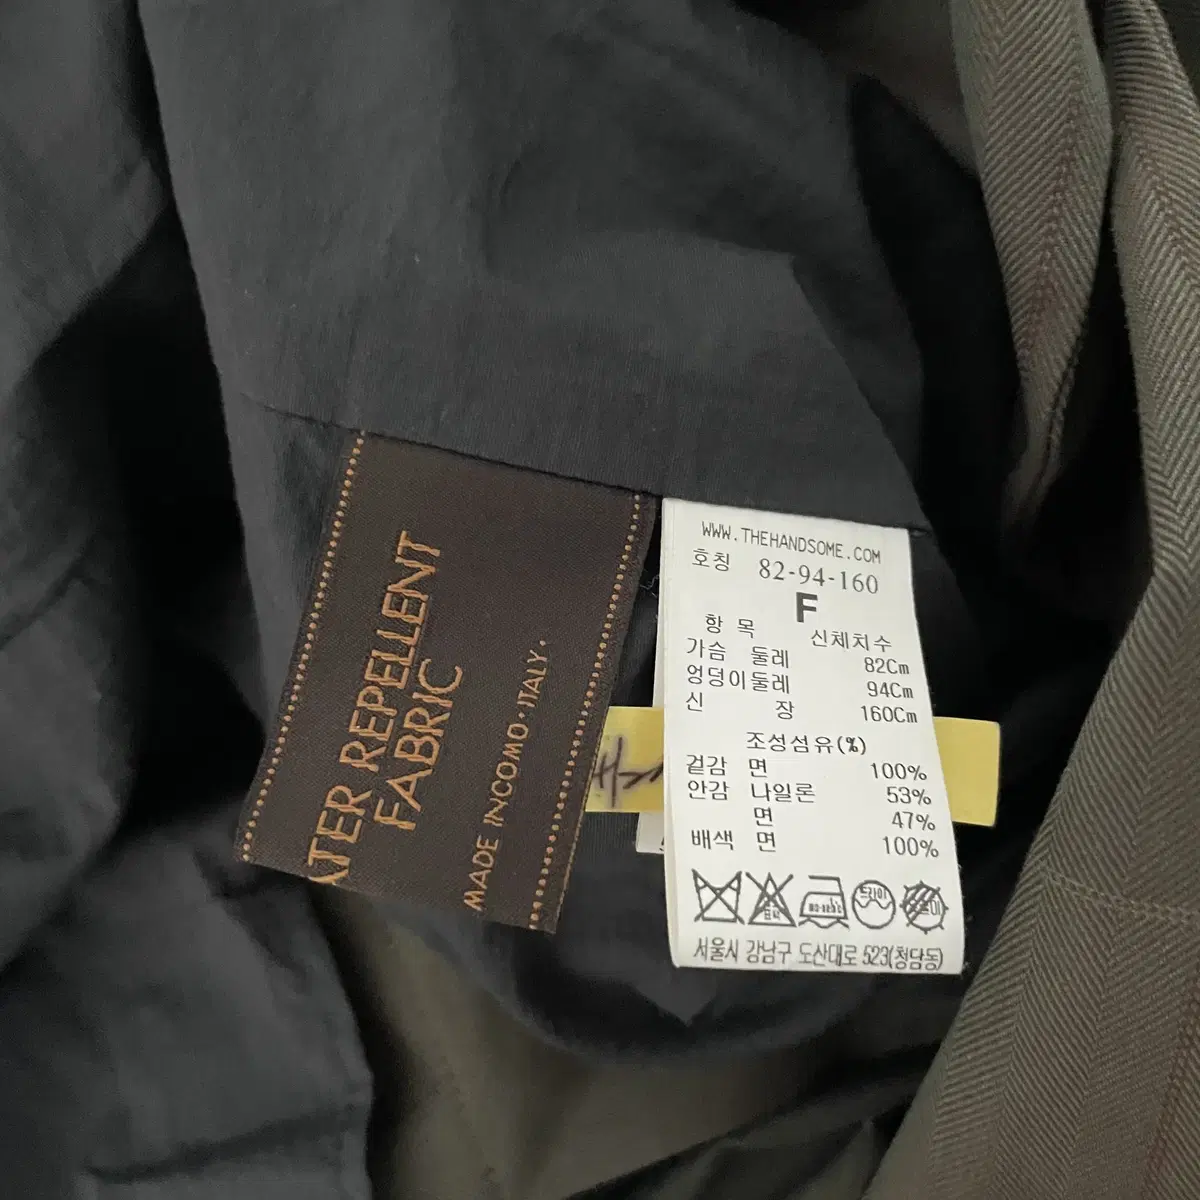 ATER REPELLENT
FABRIC
MADE IN COMO·ITALY.
WWW.THEHANDSOME.COM
호칭 82-94-160
F
항 목 신체치수
가슴 둘레 82Cm
엉덩이둘레 94Cm
신 장 160Cm
조성섬유(%)
겉감 면 100%
안감 나일론 53%
면 47%
배색 면 100%
드라이
서울시 강남구 도산대로 523(청담동)